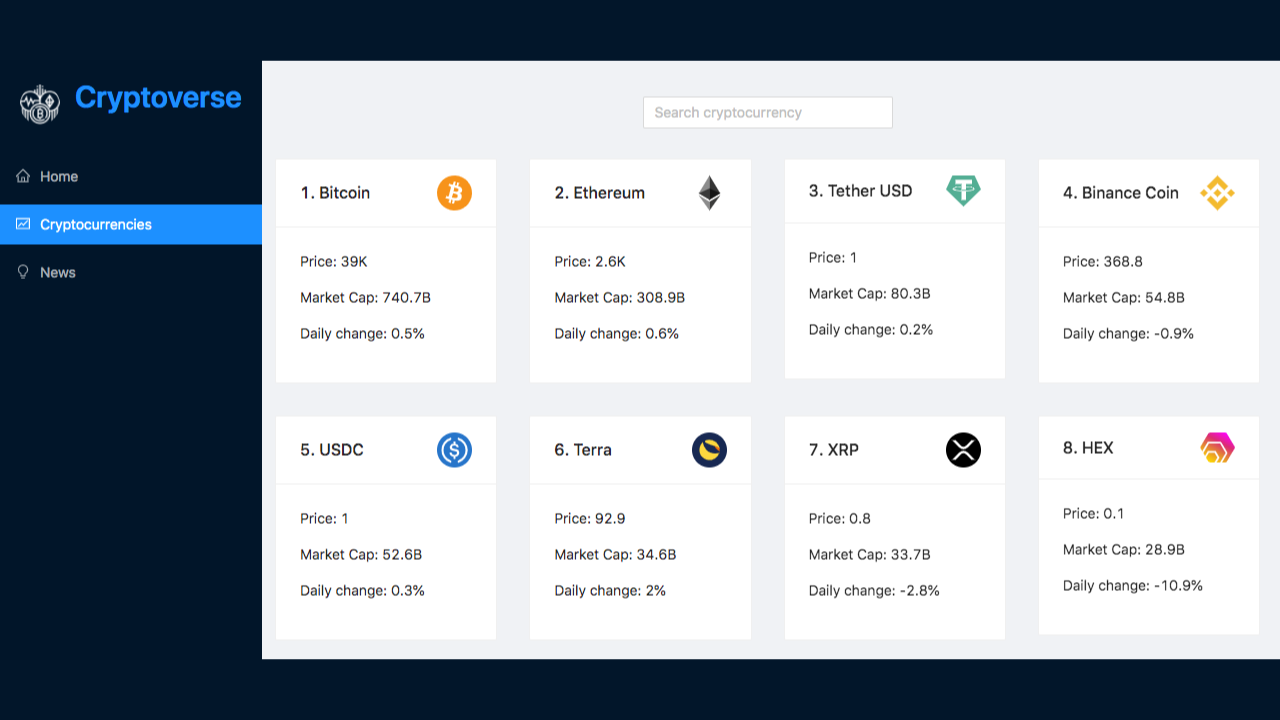 Cryptoverse
Home
Cryptocurrencies
News
Search cryptocurrency
1. Bitcoin
Price: 39K
Market Cap: 740.7B
Daily change: 0.5%
2. Ethereum
Price: 2.6K
Market Cap: 308.9B
Daily change: 0.6%
3. Tether USD
Price: 1
Market Cap: 80.3B
Daily change: 0.2%
4. Binance Coin
Price: 368.8
Market Cap: 54.8B
Daily change: -0.9%
5. USDC
Price: 1
Market Cap: 52.6B
Daily change: 0.3%
6. Terra
Price: 92.9
Market Cap: 34.6B
Daily change: 2%
7. XRP
Price: 0.8
Market Cap: 33.7B
Daily change: -2.8%
8. HEX
Price: 0.1
Market Cap: 28.9B
Daily change: -10.9%